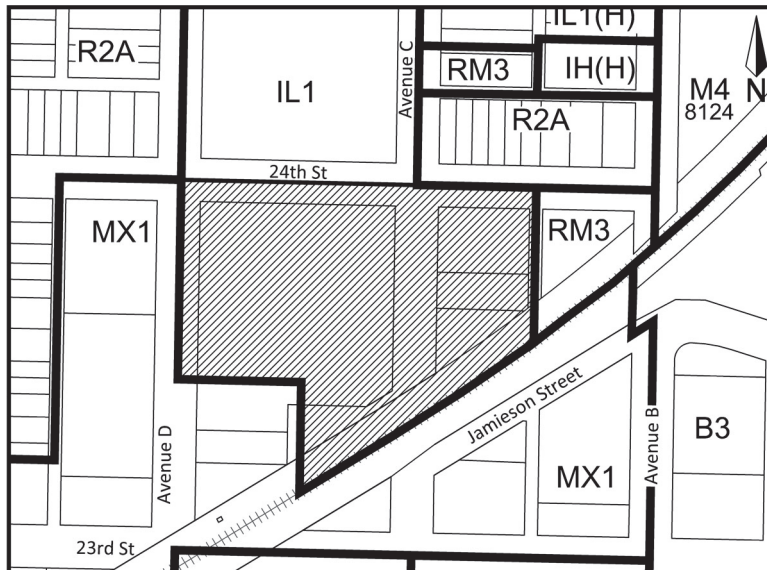 IL1(H)
R2A
Avenue C
RM3
IH(H)
IL1
M4
8124
N
R2A
24th St
MX1
RM3
Jamieson Street
Avenue B
B3
Avenue D
MX1
23rd St